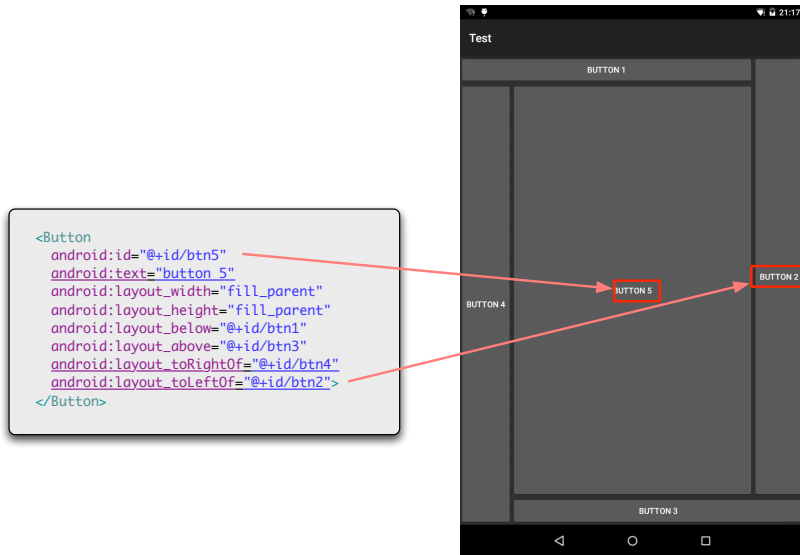 <Button
android:id="@+id/btn5"
android:text="button 5"
android:layout_width="fill_parent"
android:layout_height="fill_parent"
android:layout_below="@+id/btn1"
android:layout_above="@+id/btn3"
android:layout_toRightOf="@+id/btn4"
android:layout_toLeftOf="@+id/btn2">
</Button>
21:17
Test
BUTTON 1
BUTTON 2
BUTTON 5
BUTTON 4
BUTTON 3